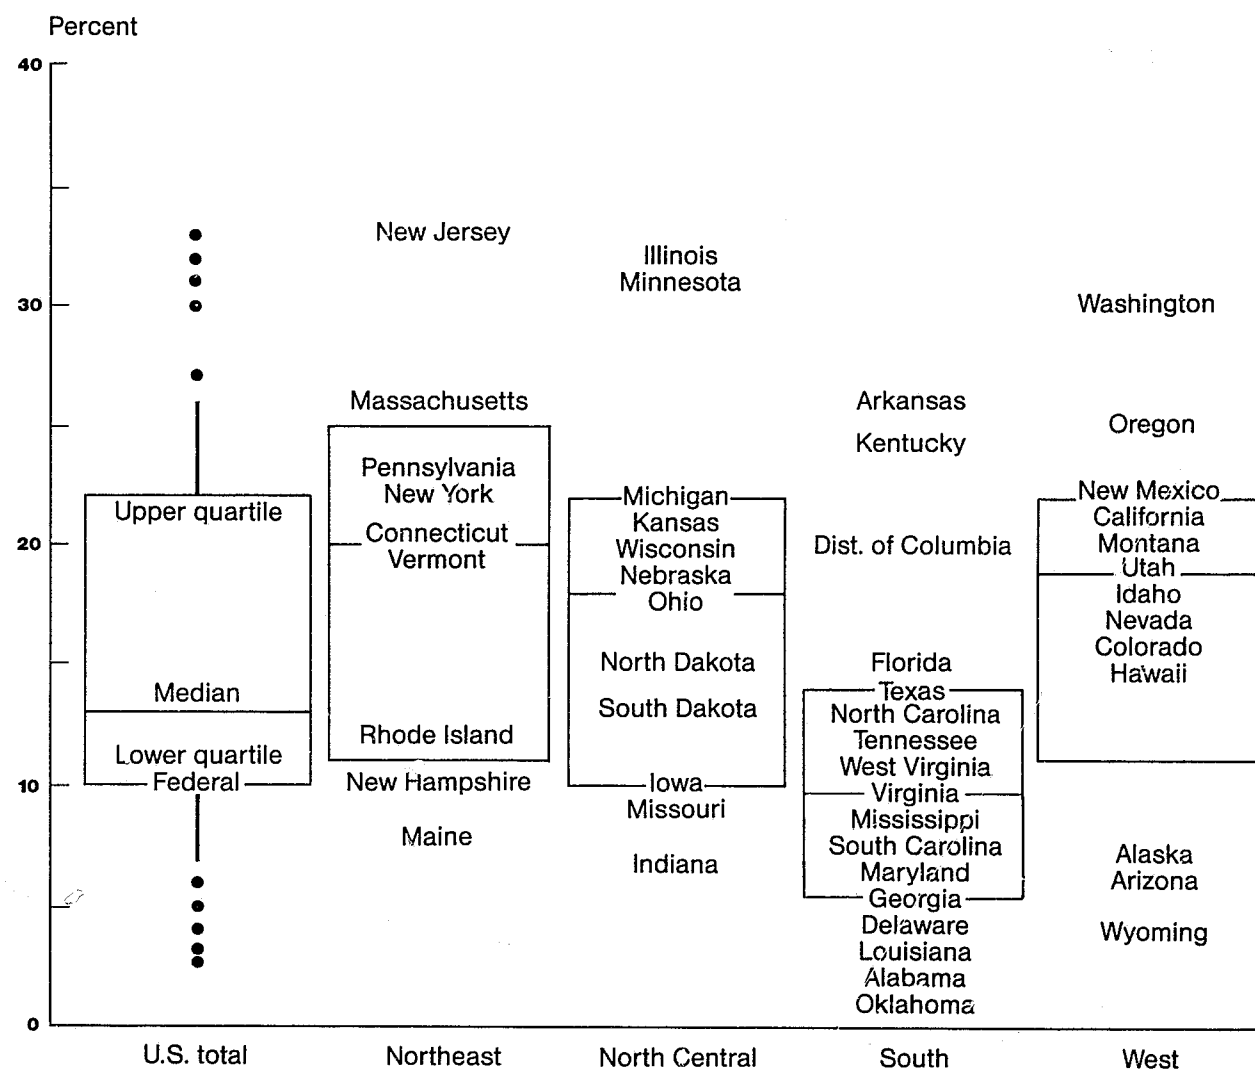 Percent
40
30
20
10
0
Upper quartile
Median
Lower quartile
Federal
U.S. total
New Jersey
Massachusetts
Pennsylvania
New York
Connecticut
Vermont
Rhode Island
New Hampshire
Maine
Northeast
Illinois
Minnesota
Michigan
Kansas
Wisconsin
Nebraska
Ohio
North Dakota
South Dakota
Iowa
Missouri
Indiana
North Central
Arkansas
Kentucky
Dist. of Columbia
Florida
Texas
North Carolina
Tennessee
West Virginia
Virginia
Mississippi
South Carolina
Maryland
Georgia
Delaware
Louisiana
Alabama
Oklahoma
South
Washington
Oregon
New Mexico
California
Montana
Utah
Idaho
Nevada
Colorado
Hawaii
Alaska
Arizona
Wyoming
West